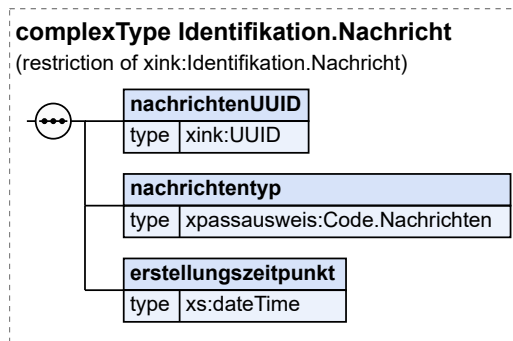 complexType Identifikation.Nachricht
(restriction of xink:Identifikation.Nachricht)
nachrichtenUUID
type xink:UUID
nachrichtentyp
type xpassausweis:Code.Nachrichten
erstellungszeitpunkt
type xs:dateTime